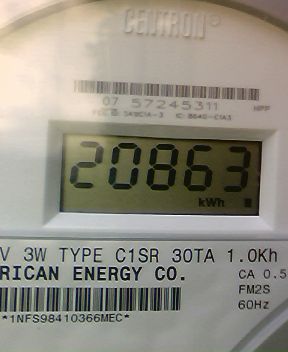 CENTRON®
07 57245311
20863
kWh
V 3W TYPE C1SR 30TA 1.0Kh
RICAN ENERGY CO.
CA 0.5
FM2S
60Hz
*1NFS98410366MEC*